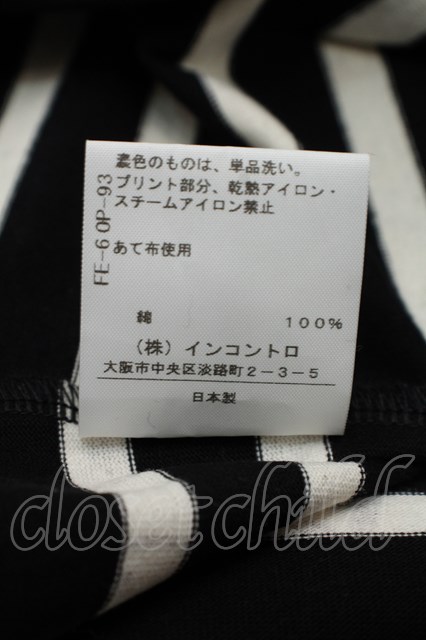 濃色のものは、単品洗い。
プリント部分、乾熱アイロン・
スチームアイロン禁止
あて布使用
FE-60P-93
綿 100%
(株)インコントロ
大阪市中央区淡路町2-3-5
日本製
closet child